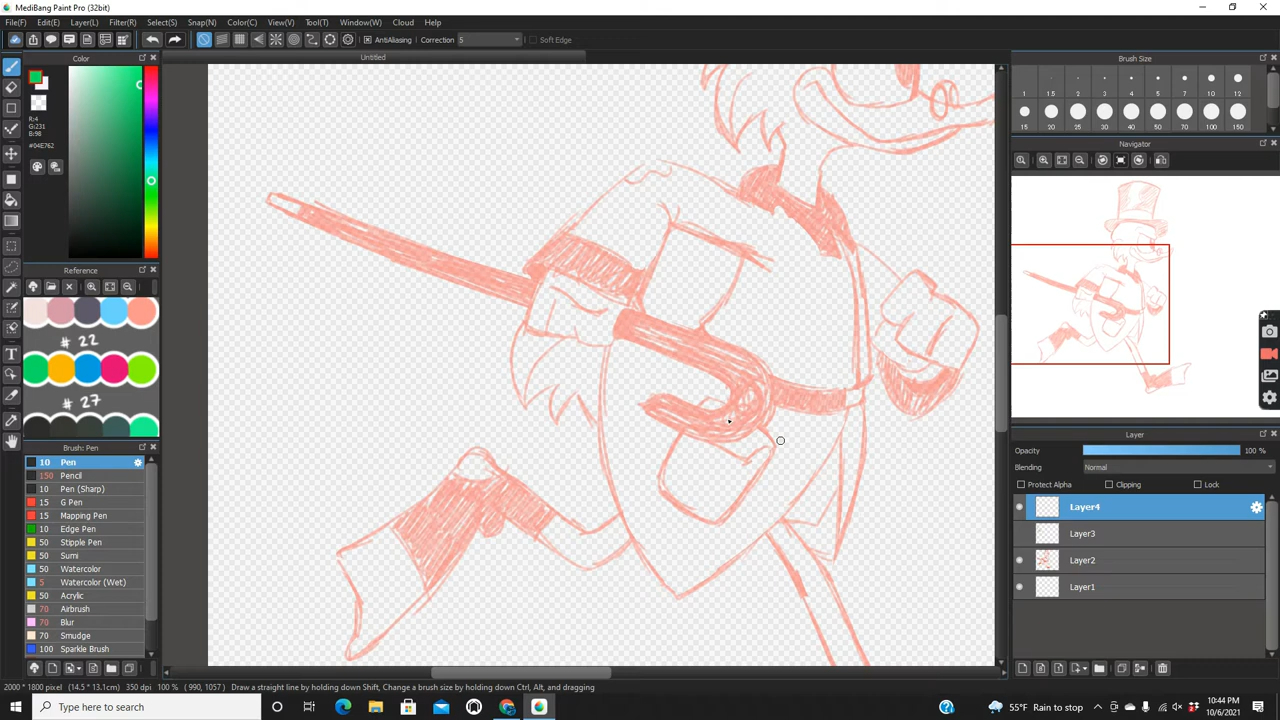 MediBang Paint Pro (32bit)
File(F) Edit(E) Layer(L) Filter(R) Select(S) Snap(N) Color(C) View(V) Tool(T) Window(W) Cloud Help
AntiAliasing Correction 5 Soft Edge
Color
Untitled
Brush Size
1 1.5 2 3 4 5 7 10 12
15 20 25 30 40 50 70 100 150
R:4
G:231
B:98
#04E762
Navigator
Reference
# 22
# 27
Brush: Pen
10 Pen
150 Pencil
10 Pen (Sharp)
15 G Pen
15 Mapping Pen
10 Edge Pen
50 Stipple Pen
50 Sumi
50 Watercolor
5 Watercolor (Wet)
50 Acrylic
70 Airbrush
70 Blur
70 Smudge
100 Sparkle Brush
Layer
Opacity 100 %
Blending Normal
Protect Alpha Clipping Lock
Layer4
Layer3
Layer2
Layer1
2000 * 1800 pixel (14.5 * 13.1cm) 350 dpi 100 % (990, 1057) Draw a straight line by holding down Shift, Change a brush size by holding down Ctrl, Alt, and dragging
Type here to search
55°F Rain to stop
10:44 PM
10/6/2021